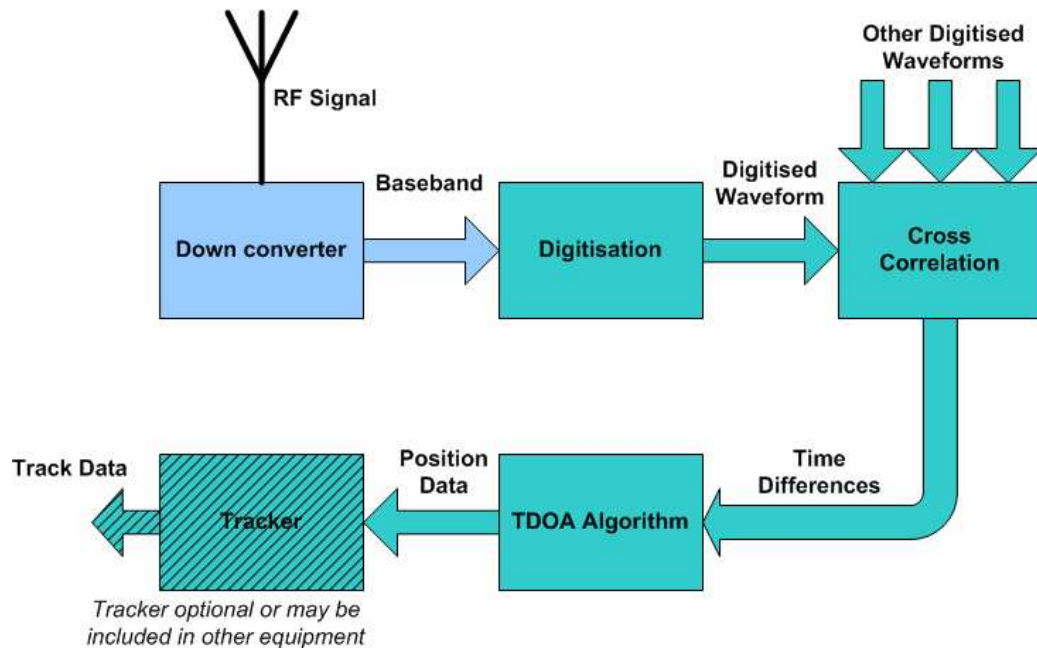 Other Digitised
Waveforms
RF Signal
Baseband
Digitised
Waveform
Down converter
Digitisation
Cross
Correlation
Track Data
Position
Data
Time
Differences
Tracker
TDOA Algorithm
Tracker optional or may be
included in other equipment